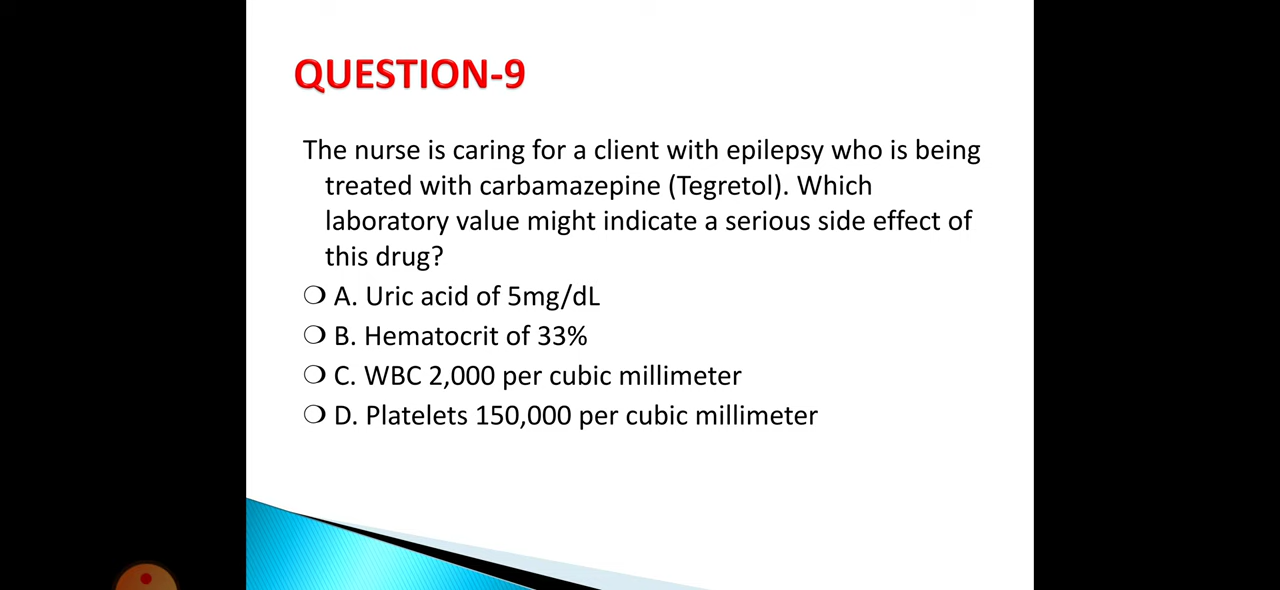 QUESTION-9
The nurse is caring for a client with epilepsy who is being
treated with carbamazepine (Tegretol). Which
laboratory value might indicate a serious side effect of
this drug?
A. Uric acid of 5mg/dL
B. Hematocrit of 33%
C. WBC 2,000 per cubic millimeter
D. Platelets 150,000 per cubic millimeter